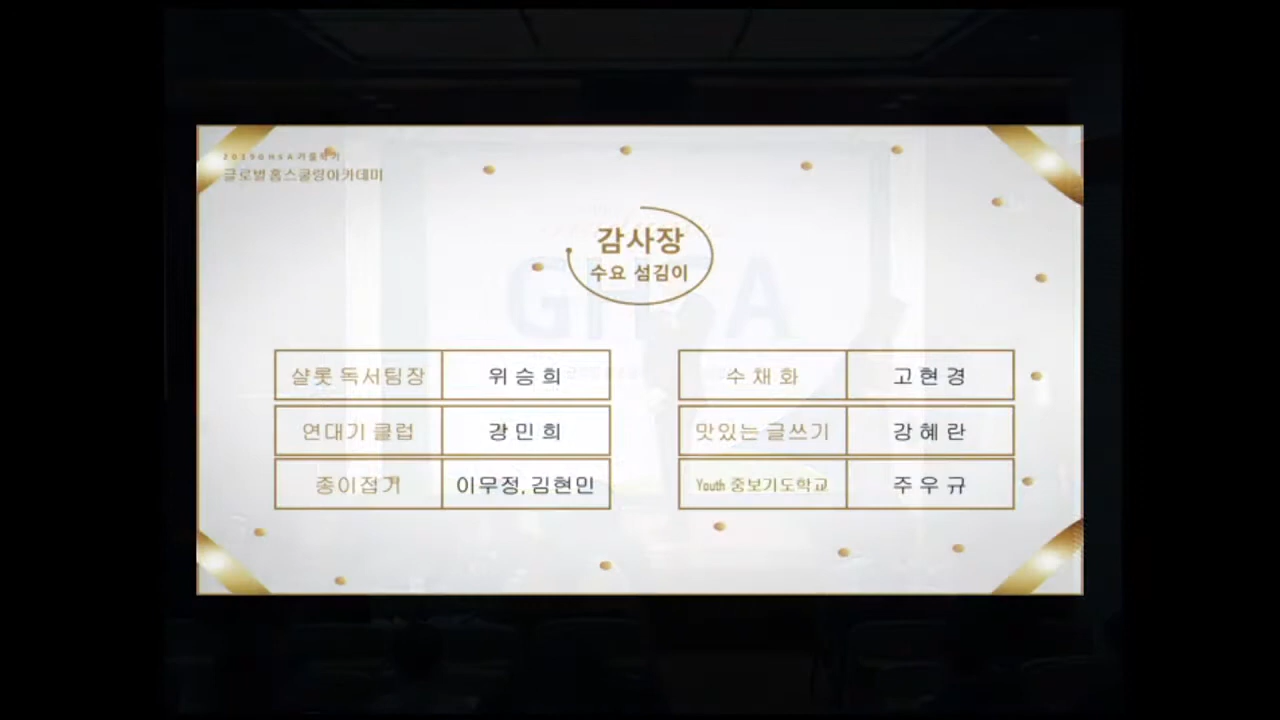 2019GHSA가을학기
글로벌홈스쿨링아카데미
감사장
수요 섬김이
GHSA
샬롯 독서팀장 위승희
연대기 클럽 강민희
종이접기 이무정, 김현민
수채화 고현경
맛있는 글쓰기 강혜란
Youth 중보기도학교 주우규